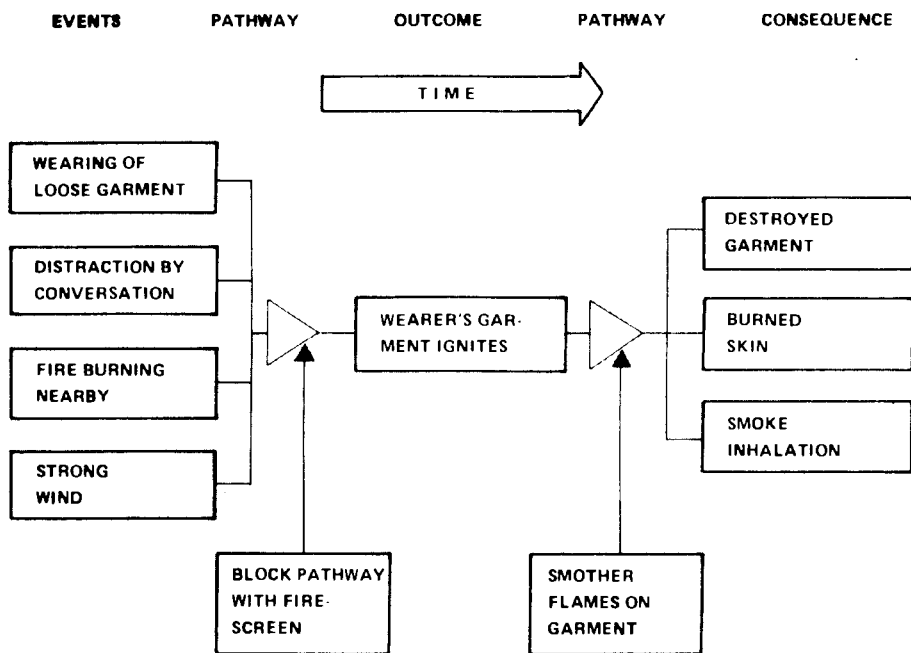 EVENTS PATHWAY OUTCOME PATHWAY CONSEQUENCE
TIME
WEARING OF
LOOSE GARMENT
DISTRACTION BY
CONVERSATION
FIRE BURNING
NEARBY
STRONG
WIND
WEARER'S GAR-
MENT IGNITES
DESTROYED
GARMENT
BURNED
SKIN
SMOKE
INHALATION
BLOCK PATHWAY
WITH FIRE-
SCREEN
SMOTHER
FLAMES ON
GARMENT